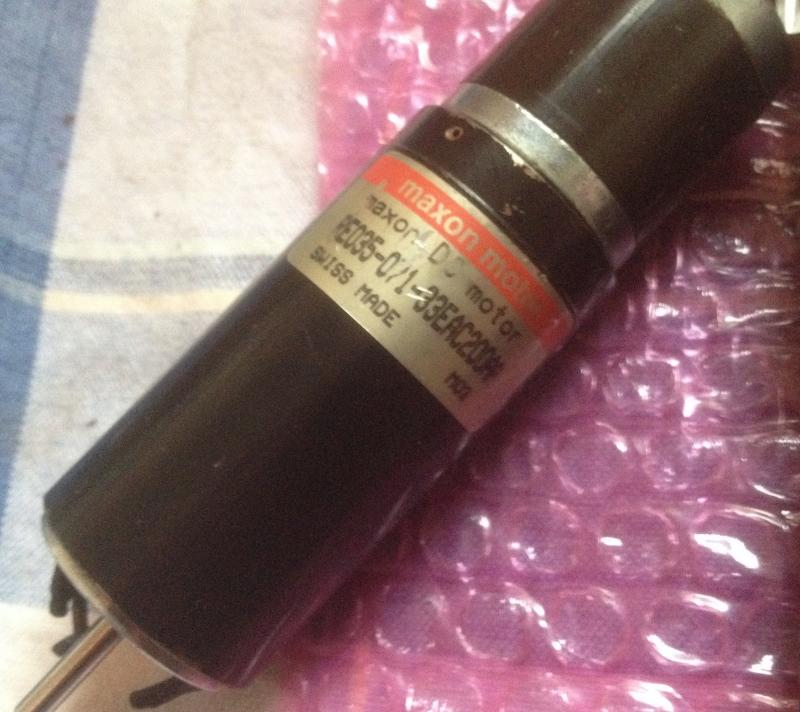 maxon motor
maxon DC motor
RE035-071-33EAC200A
SWISS MADE